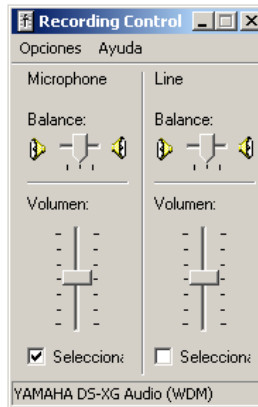 Recording Control
Opciones Ayuda
Microphone
Line
Balance:
Balance:
Volumen:
Volumen:
Selecciona
Selecciona
YAMAHA DS-XG Audio (WDM)